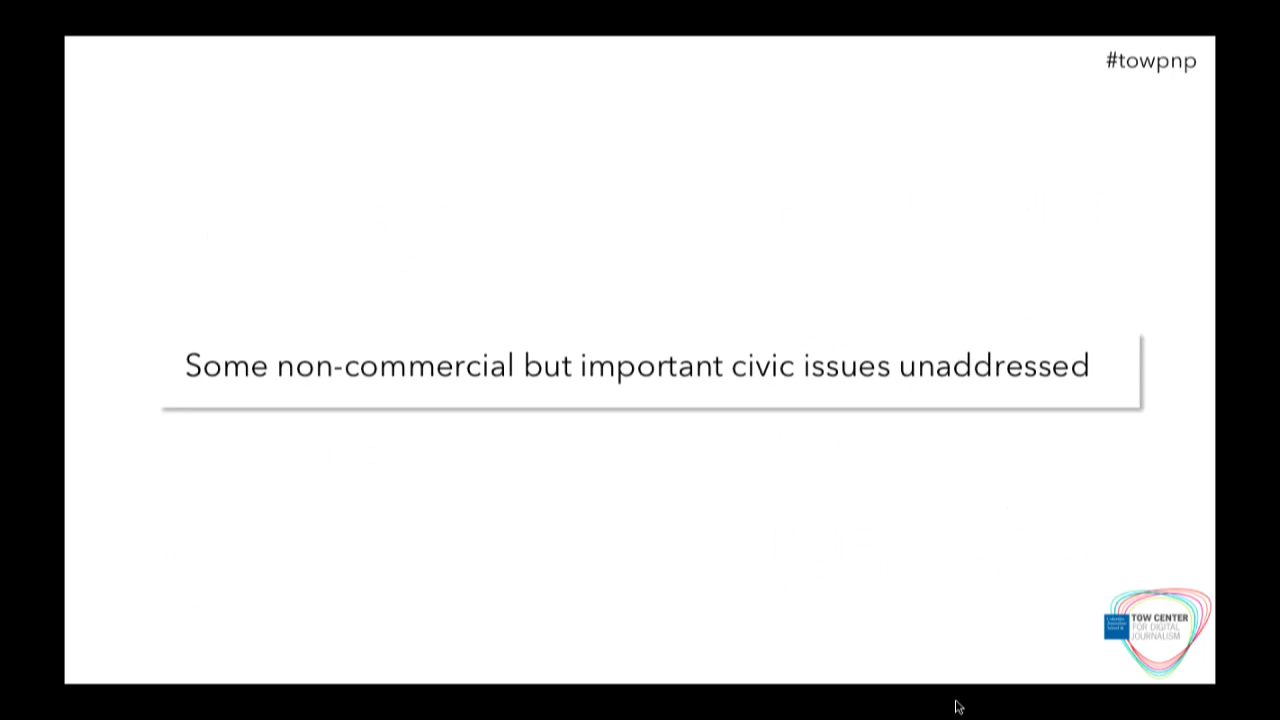 #towpnp
Some non-commercial but important civic issues unaddressed
TOW CENTER
FOR DIGITAL
JOURNALISM